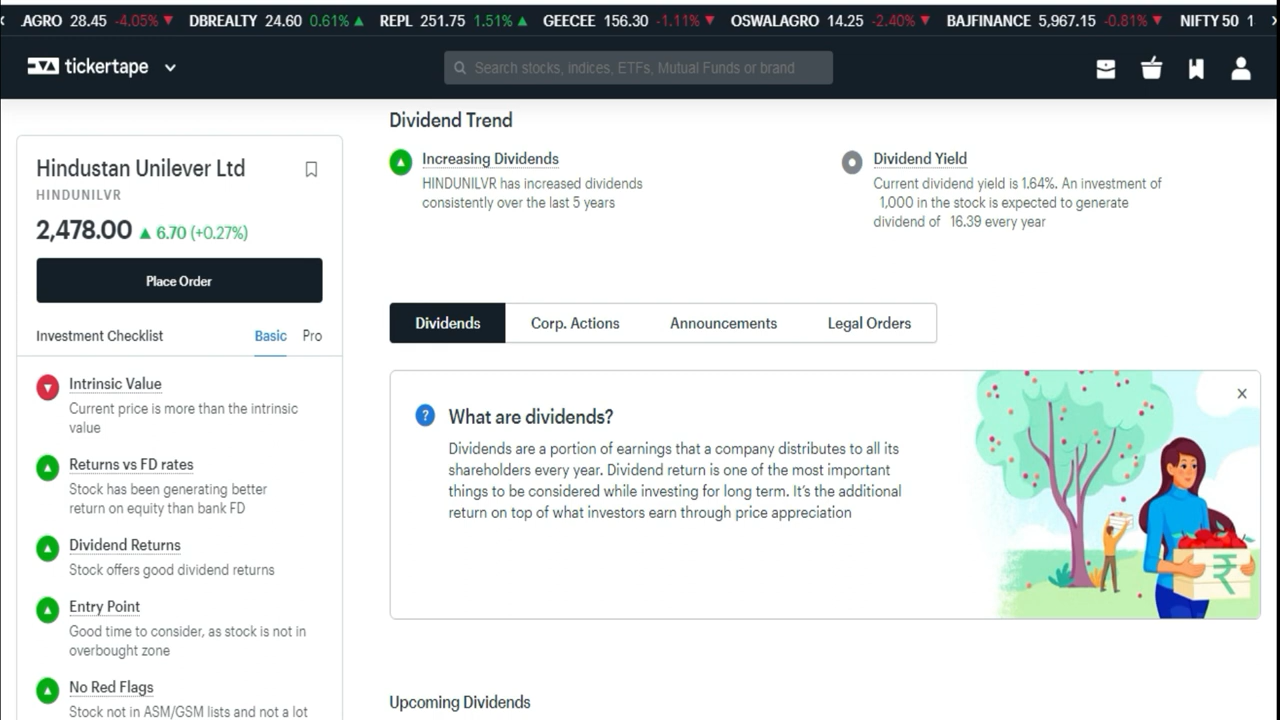 AGRO 28.45 -4.05% ▼ DBREALTY 24.60 0.61% ▲ REPL 251.75 1.51% ▲ GEECEE 156.30 -1.11% ▼ OSWALAGRO 14.25 -2.40% ▼ BAJFINANCE 5,967.15 -0.81% ▼ NIFTY 50 1
tickertape
Search stocks, indices, ETFs, Mutual Funds or brand
Hindustan Unilever Ltd
HINDUNILVR
2,478.00 ▲ 6.70 (+0.27%)
Place Order
Investment Checklist Basic Pro
Intrinsic Value
Current price is more than the intrinsic
value
Returns vs FD rates
Stock has been generating better
return on equity than bank FD
Dividend Returns
Stock offers good dividend returns
Entry Point
Good time to consider, as stock is not in
overbought zone
No Red Flags
Stock not in ASM/GSM lists and not a lot
Dividend Trend
Increasing Dividends
HINDUNILVR has increased dividends
consistently over the last 5 years
Dividend Yield
Current dividend yield is 1.64%. An investment of
1,000 in the stock is expected to generate
dividend of 16.39 every year
Dividends Corp. Actions Announcements Legal Orders
? What are dividends?
Dividends are a portion of earnings that a company distributes to all its
shareholders every year. Dividend return is one of the most important
things to be considered while investing for long term. It's the additional
return on top of what investors earn through price appreciation
₹
Upcoming Dividends